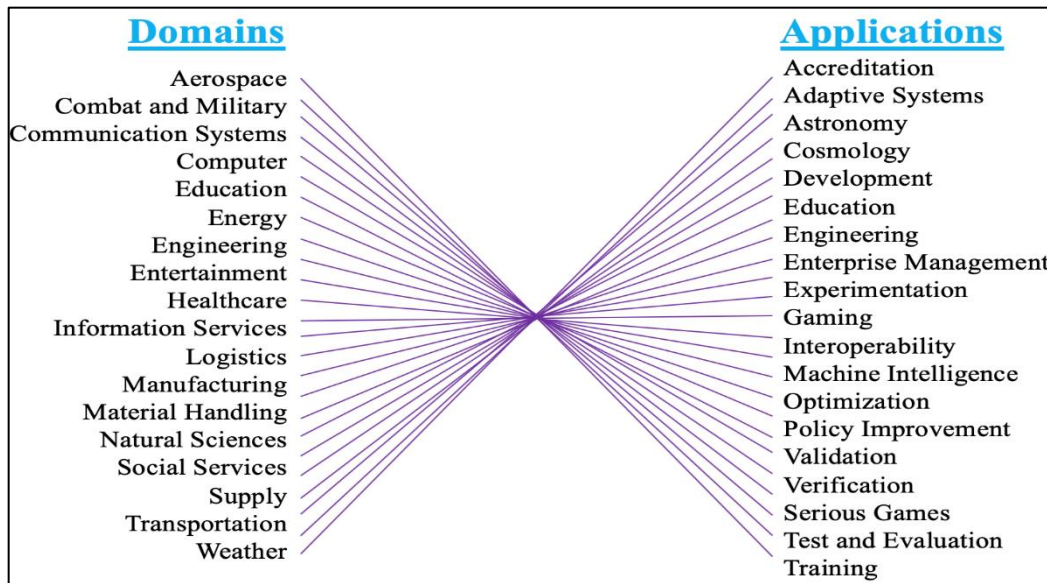 Domains
Aerospace
Combat and Military
Communication Systems
Computer
Education
Energy
Engineering
Entertainment
Healthcare
Information Services
Logistics
Manufacturing
Material Handling
Natural Sciences
Social Services
Supply
Transportation
Weather
Applications
Accreditation
Adaptive Systems
Astronomy
Cosmology
Development
Education
Engineering
Enterprise Management
Experimentation
Gaming
Interoperability
Machine Intelligence
Optimization
Policy Improvement
Validation
Verification
Serious Games
Test and Evaluation
Training